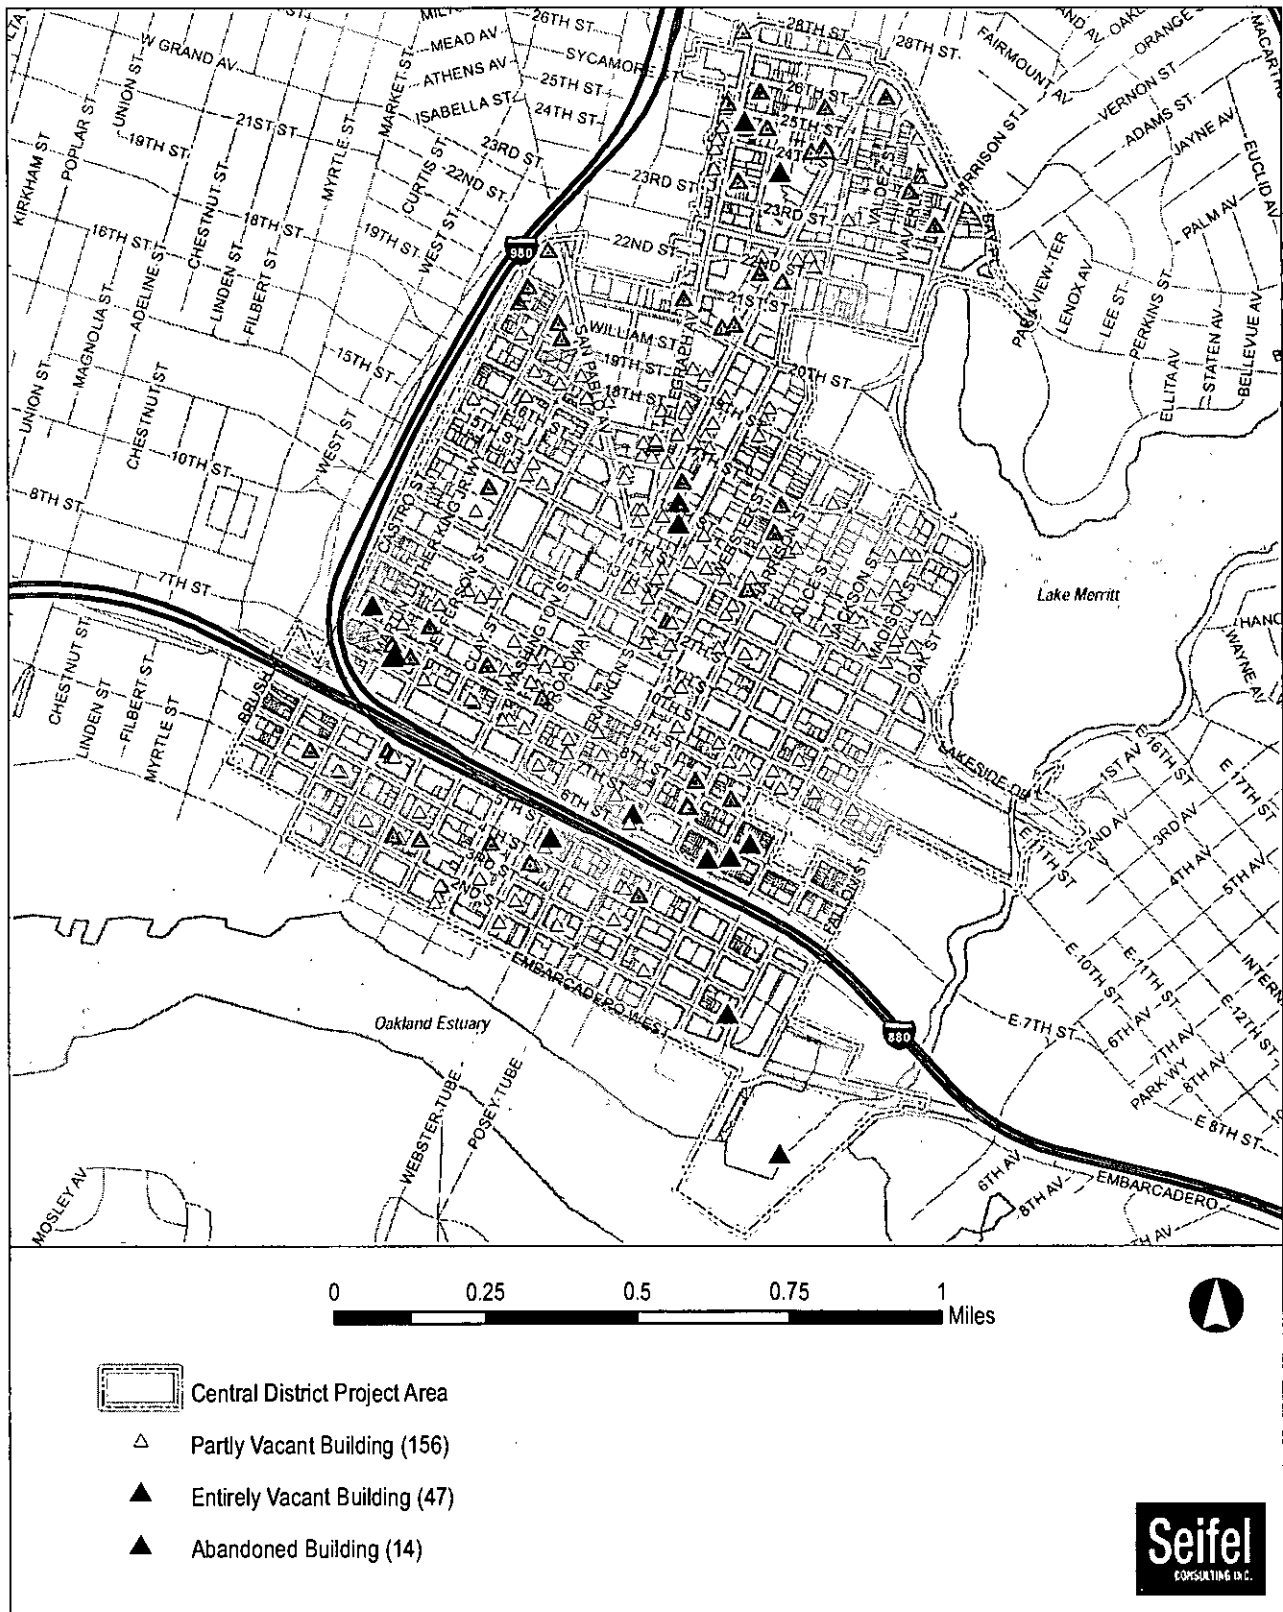 26TH ST
28TH ST
28TH ST
W GRAND AV
MEAD AV
SYCAMORE ST
FAIRMOUNT AV
UNION ST
ATHENS AV
25TH ST
26TH ST
VERNON ST
MARKET ST
ISABELLA ST
24TH ST
25TH ST
ADAMS ST
POPLAR ST
21ST ST
JAYNE AV
19TH ST
MYRTLE ST
23RD ST
EUCLID AV
KIRKHAM ST
CHESTNUT ST
CURTIS ST
22ND ST
23RD ST
23RD ST
PALM AV
18TH ST
WEST ST
19TH ST
22ND ST
16TH ST
ADELINE ST
LINDEN ST
FILBERT ST
980
21ST ST
PARK VIEW TER
LENOX AV
LEE ST
PERKINS ST
MAGNOLIA ST
15TH ST
SAN PABLO AV
WILLIAM ST
19TH ST
20TH ST
ELLITA AV
STATEN AV
BELLEVUE AV
UNION ST
CHESTNUT ST
WEST ST
18TH ST
10TH ST
8TH ST
CASTRO ST
7TH ST
Lake Merritt
JACKSON ST
MADISON ST
OAK ST
WAYNE AV
CHESTNUT ST
LINDEN ST
FILBERT ST
MYRTLE ST
CLAY ST
WASHINGTON ST
BROADWAY
FRANKLIN ST
LAKESIDE DR
6TH ST
5TH ST
1ST AV
E 16TH ST
E 17TH ST
2ND AV
3RD AV
4TH AV
5TH AV
E 11TH ST
FALLON ST
2ND ST
EMBARCADERO WEST
E 10TH ST
E 11TH ST
E 12TH ST
Oakland Estuary
880
E 7TH ST
6TH AV
7TH AV
8TH AV
PARK WY
E 8TH ST
WEBSTER TUBE
POSEY TUBE
MOSLEY AV
6TH AV
8TH AV
EMBARCADERO
0 0.25 0.5 0.75 1
Miles
Central District Project Area
Partly Vacant Building (156)
Entirely Vacant Building (47)
Abandoned Building (14)
Seifel
CONSULTING INC.